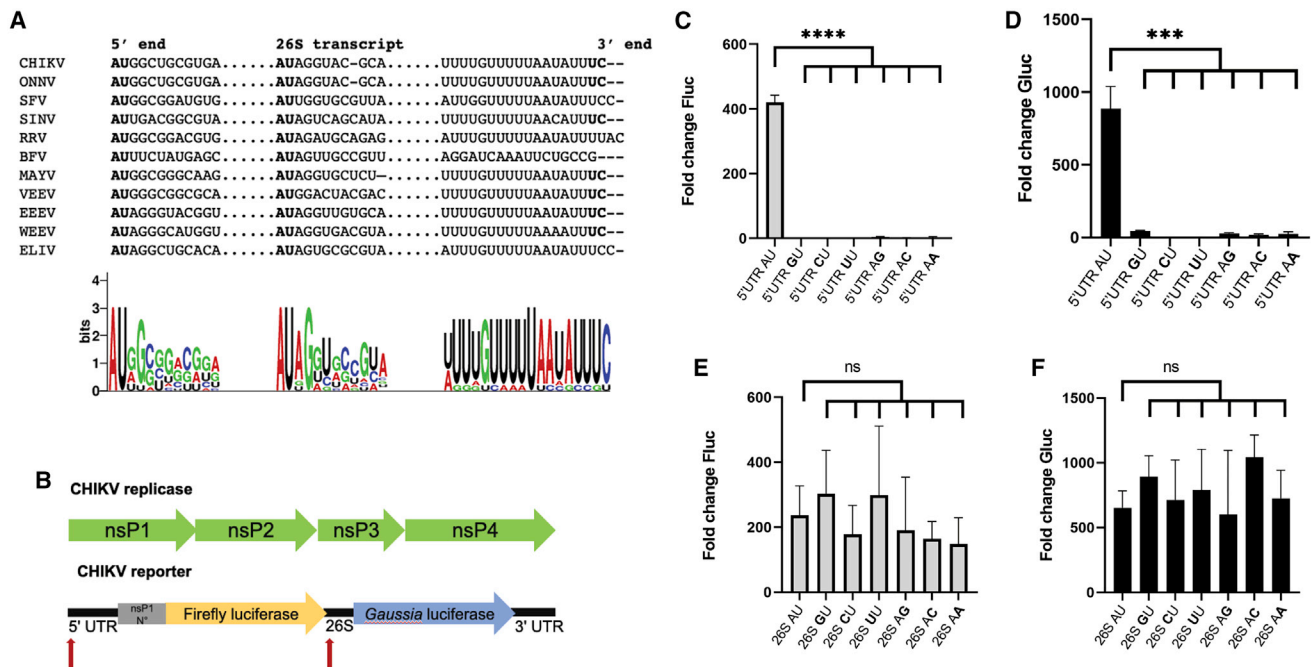 A
5' end 26S transcript 3' end
CHIKV AUGGCUGCGUGA......AUAGGUAC-GCA......UUUUGUUUUUAAUAUUUC--
ONNV AUGGCUGCGUGA......AUAGGUAC-GCA......UUUUGUUUUUAAUAUUUC--
SFV AUGGCGGAUGUG......AUUGGUGCGUUA......AUUGGUUUUUAAUAUUUCC-
SINV AUUGACGGCGUA......AUAGUCAGCAUA......UUUUGUUUUUAACAUUUC--
RRV AUGGCGGACGUG......AUAGAUGCAGAG......UUUUGUUUUUAAUAUUUUAC
BFV AUUUCUAUGAGC......AUAGUUGCCGUU......AGGAUCAAAUUCUGCCG---
MAYV AUGGCGGGCAAG......AUAGGUGCUCU–......UUUUGUUUUUAAUAUUUC--
VEEV AUGGGCGGCGCA......AUGGACUACGAC......UUUUGUUUUUAAUAUUUC--
EEEV AUAGGGUACGGU......AUAGGUUGUGCA......UUUUGUUUUUAAUAUUUC--
WEEV AUAGGGCAUGGU......AUAGUGGACGUA......UUUUGUUUUUAAAAUUUC--
ELIV AUAGGCUGCACA......AUAGUGCGCGUA......UUUUGUUUUUAAUAUUUCC-
bits
4
3
2
1
0
B
CHIKV replicase
nsP1 nsP2 nsP3 nsP4
CHIKV reporter
nsP1 N° Firefly luciferase Gaussia luciferase
5' UTR 26S 3' UTR
C
****
Fold change Fluc
600
400
200
0
5'UTR AU 5'UTR GU 5'UTR CU 5'UTR UU 5'UTR AG 5'UTR AC 5'UTR AA
D
***
Fold change Gluc
1500
1000
500
0
5'UTR AU 5'UTR GU 5'UTR CU 5'UTR UU 5'UTR AG 5'UTR AC 5'UTR AA
E
ns
Fold change Fluc
600
400
200
0
26S AU 26S GU 26S CU 26S UU 26S AG 26S AC 26S AA
F
ns
Fold change Gluc
1500
1000
500
0
26S AU 26S GU 26S CU 26S UU 26S AG 26S AC 26S AA